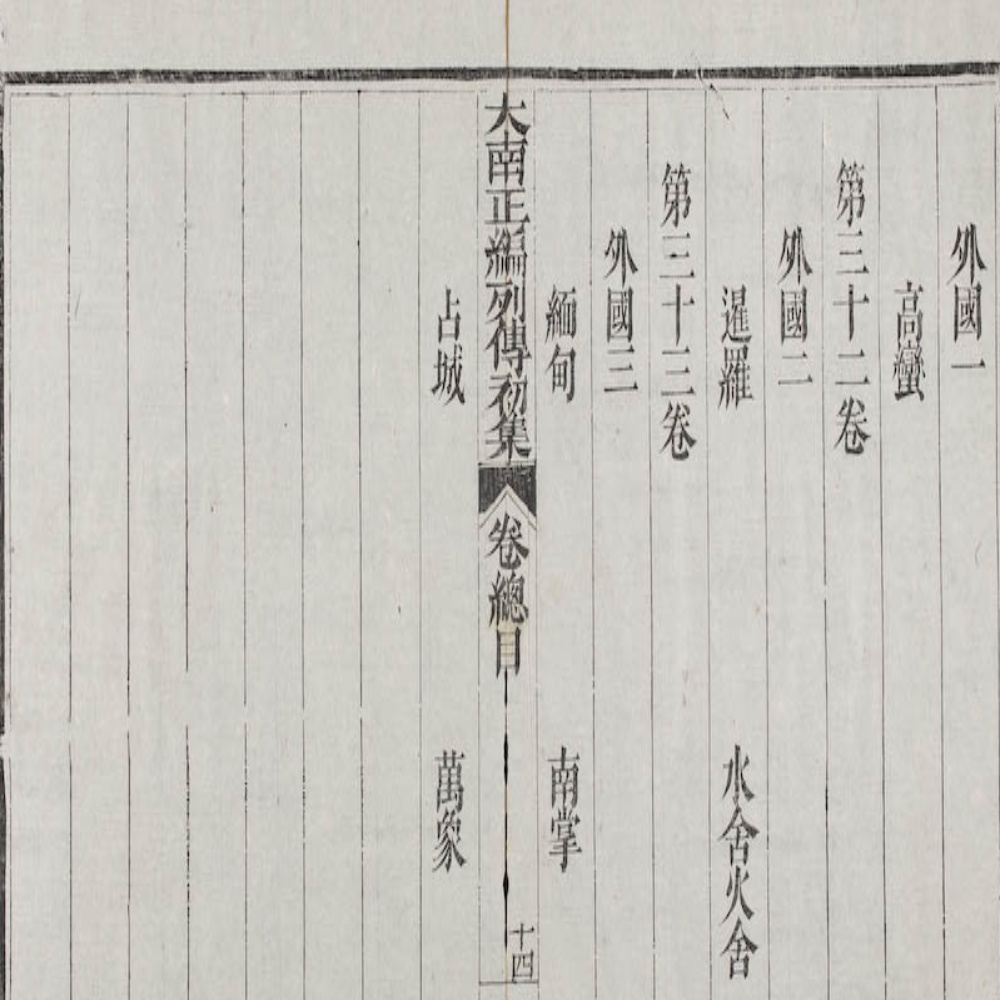 外國一
高蠻
第三十二卷
外國二
暹羅 水舍火舍
第三十三卷
外國三
緬甸 南掌
大南正編列傳初集 卷總目 十四
占城 萬象